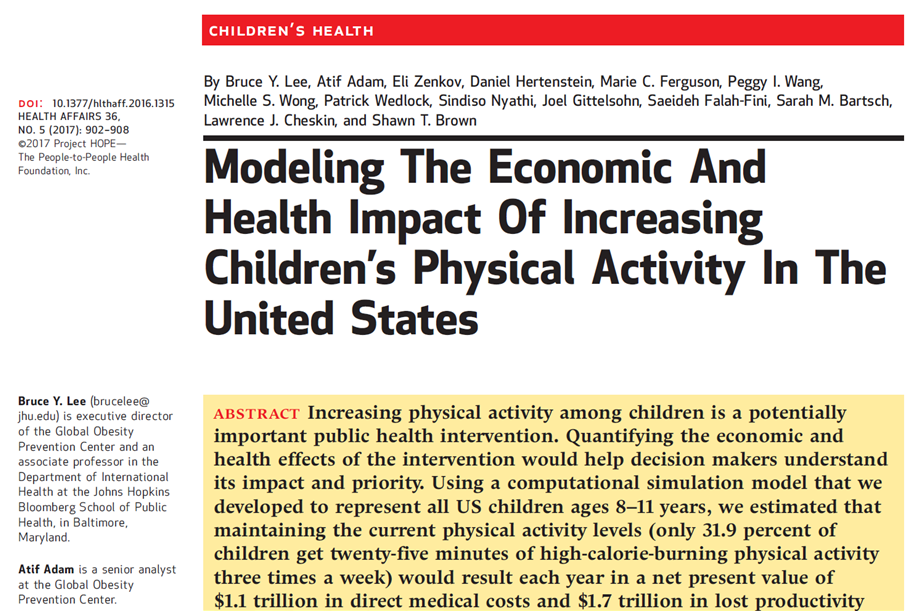 CHILDREN'S HEALTH
DOI: 10.1377/hlthaff.2016.1315
HEALTH AFFAIRS 36,
NO. 5 (2017): 902–908
©2017 Project HOPE—
The People-to-People Health
Foundation, Inc.
By Bruce Y. Lee, Atif Adam, Eli Zenkov, Daniel Hertenstein, Marie C. Ferguson, Peggy I. Wang,
Michelle S. Wong, Patrick Wedlock, Sindiso Nyathi, Joel Gittelsohn, Saeideh Falah-Fini, Sarah M. Bartsch,
Lawrence J. Cheskin, and Shawn T. Brown
Modeling The Economic And
Health Impact Of Increasing
Children's Physical Activity In The
United States
Bruce Y. Lee (brucelee@
jhu.edu) is executive director
of the Global Obesity
Prevention Center and an
associate professor in the
Department of International
Health at the Johns Hopkins
Bloomberg School of Public
Health, in Baltimore,
Maryland.
Atif Adam is a senior analyst
at the Global Obesity
Prevention Center.
ABSTRACT Increasing physical activity among children is a potentially
important public health intervention. Quantifying the economic and
health effects of the intervention would help decision makers understand
its impact and priority. Using a computational simulation model that we
developed to represent all US children ages 8–11 years, we estimated that
maintaining the current physical activity levels (only 31.9 percent of
children get twenty-five minutes of high-calorie-burning physical activity
three times a week) would result each year in a net present value of
$1.1 trillion in direct medical costs and $1.7 trillion in lost productivity